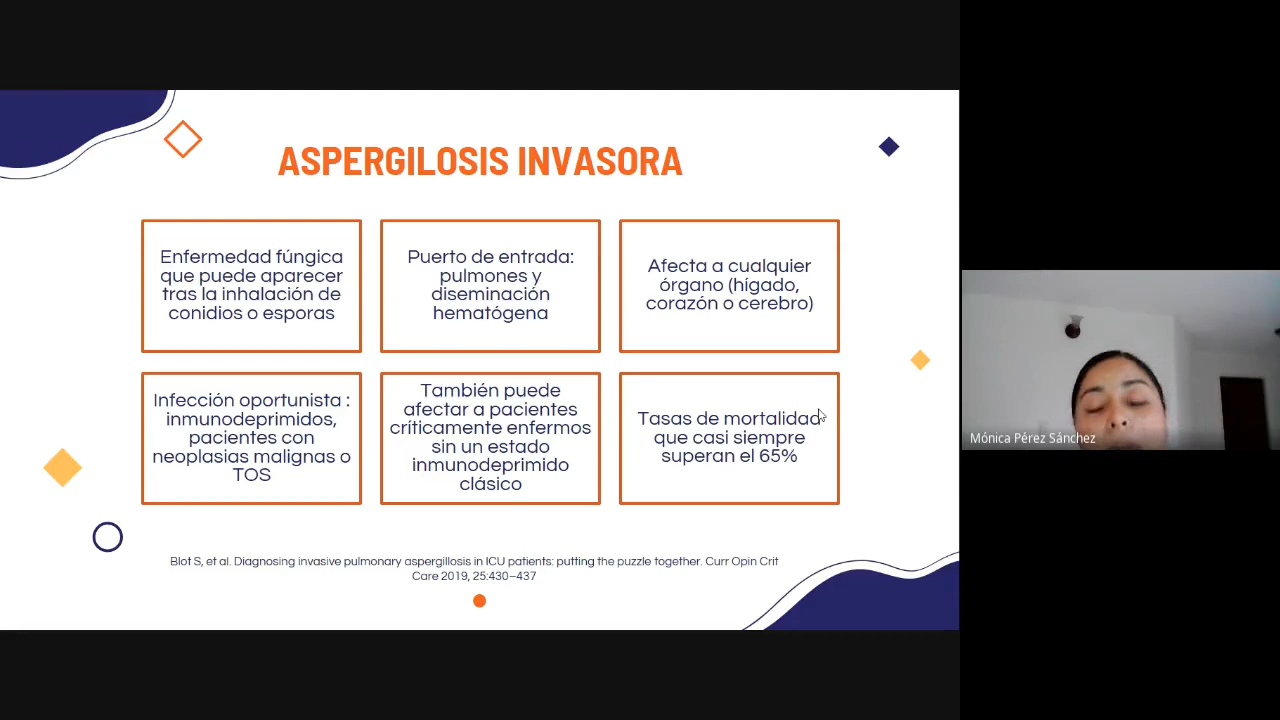 ASPERGILOSIS INVASORA
Enfermedad fúngica
que puede aparecer
tras la inhalación de
conidios o esporas
Puerto de entrada:
pulmones y
diseminación
hematógena
Afecta a cualquier
órgano (hígado,
corazón o cerebro)
Infección oportunista :
inmunodeprimidos,
pacientes con
neoplasias malignas o
TOS
También puede
afectar a pacientes
críticamente enfermos
sin un estado
inmunodeprimido
clásico
Tasas de mortalidad
que casi siempre
superan el 65%
Blot S, et al. Diagnosing invasive pulmonary aspergillosis in ICU patients: putting the puzzle together. Curr Opin Crit
Care 2019, 25:430–437
Mónica Pérez Sánchez